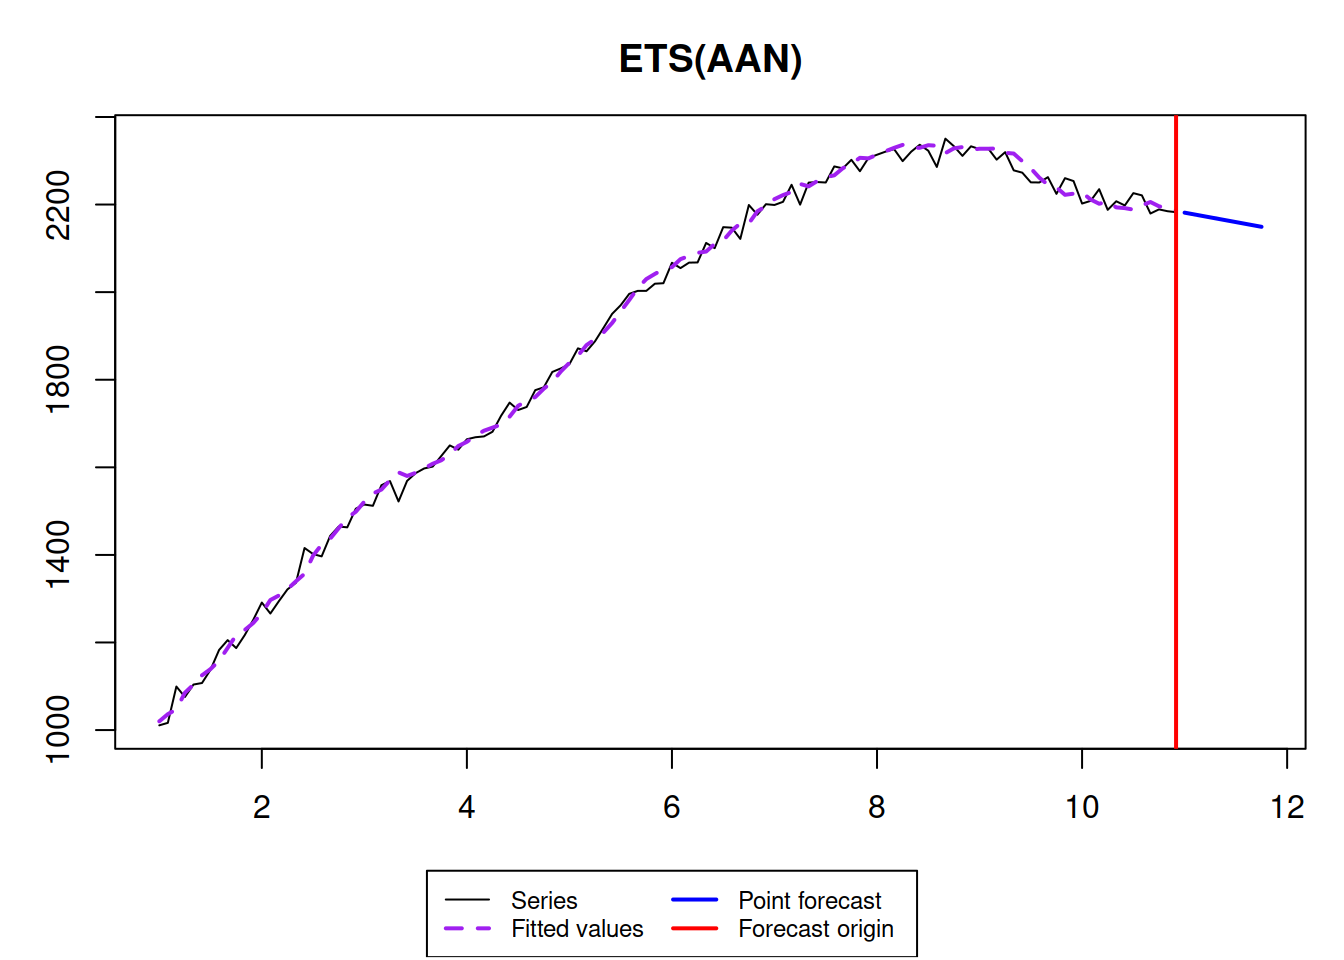 ETS(AAN)
2200
1800
1400
1000
2 4 6 8 10 12
Series Point forecast
Fitted values Forecast origin